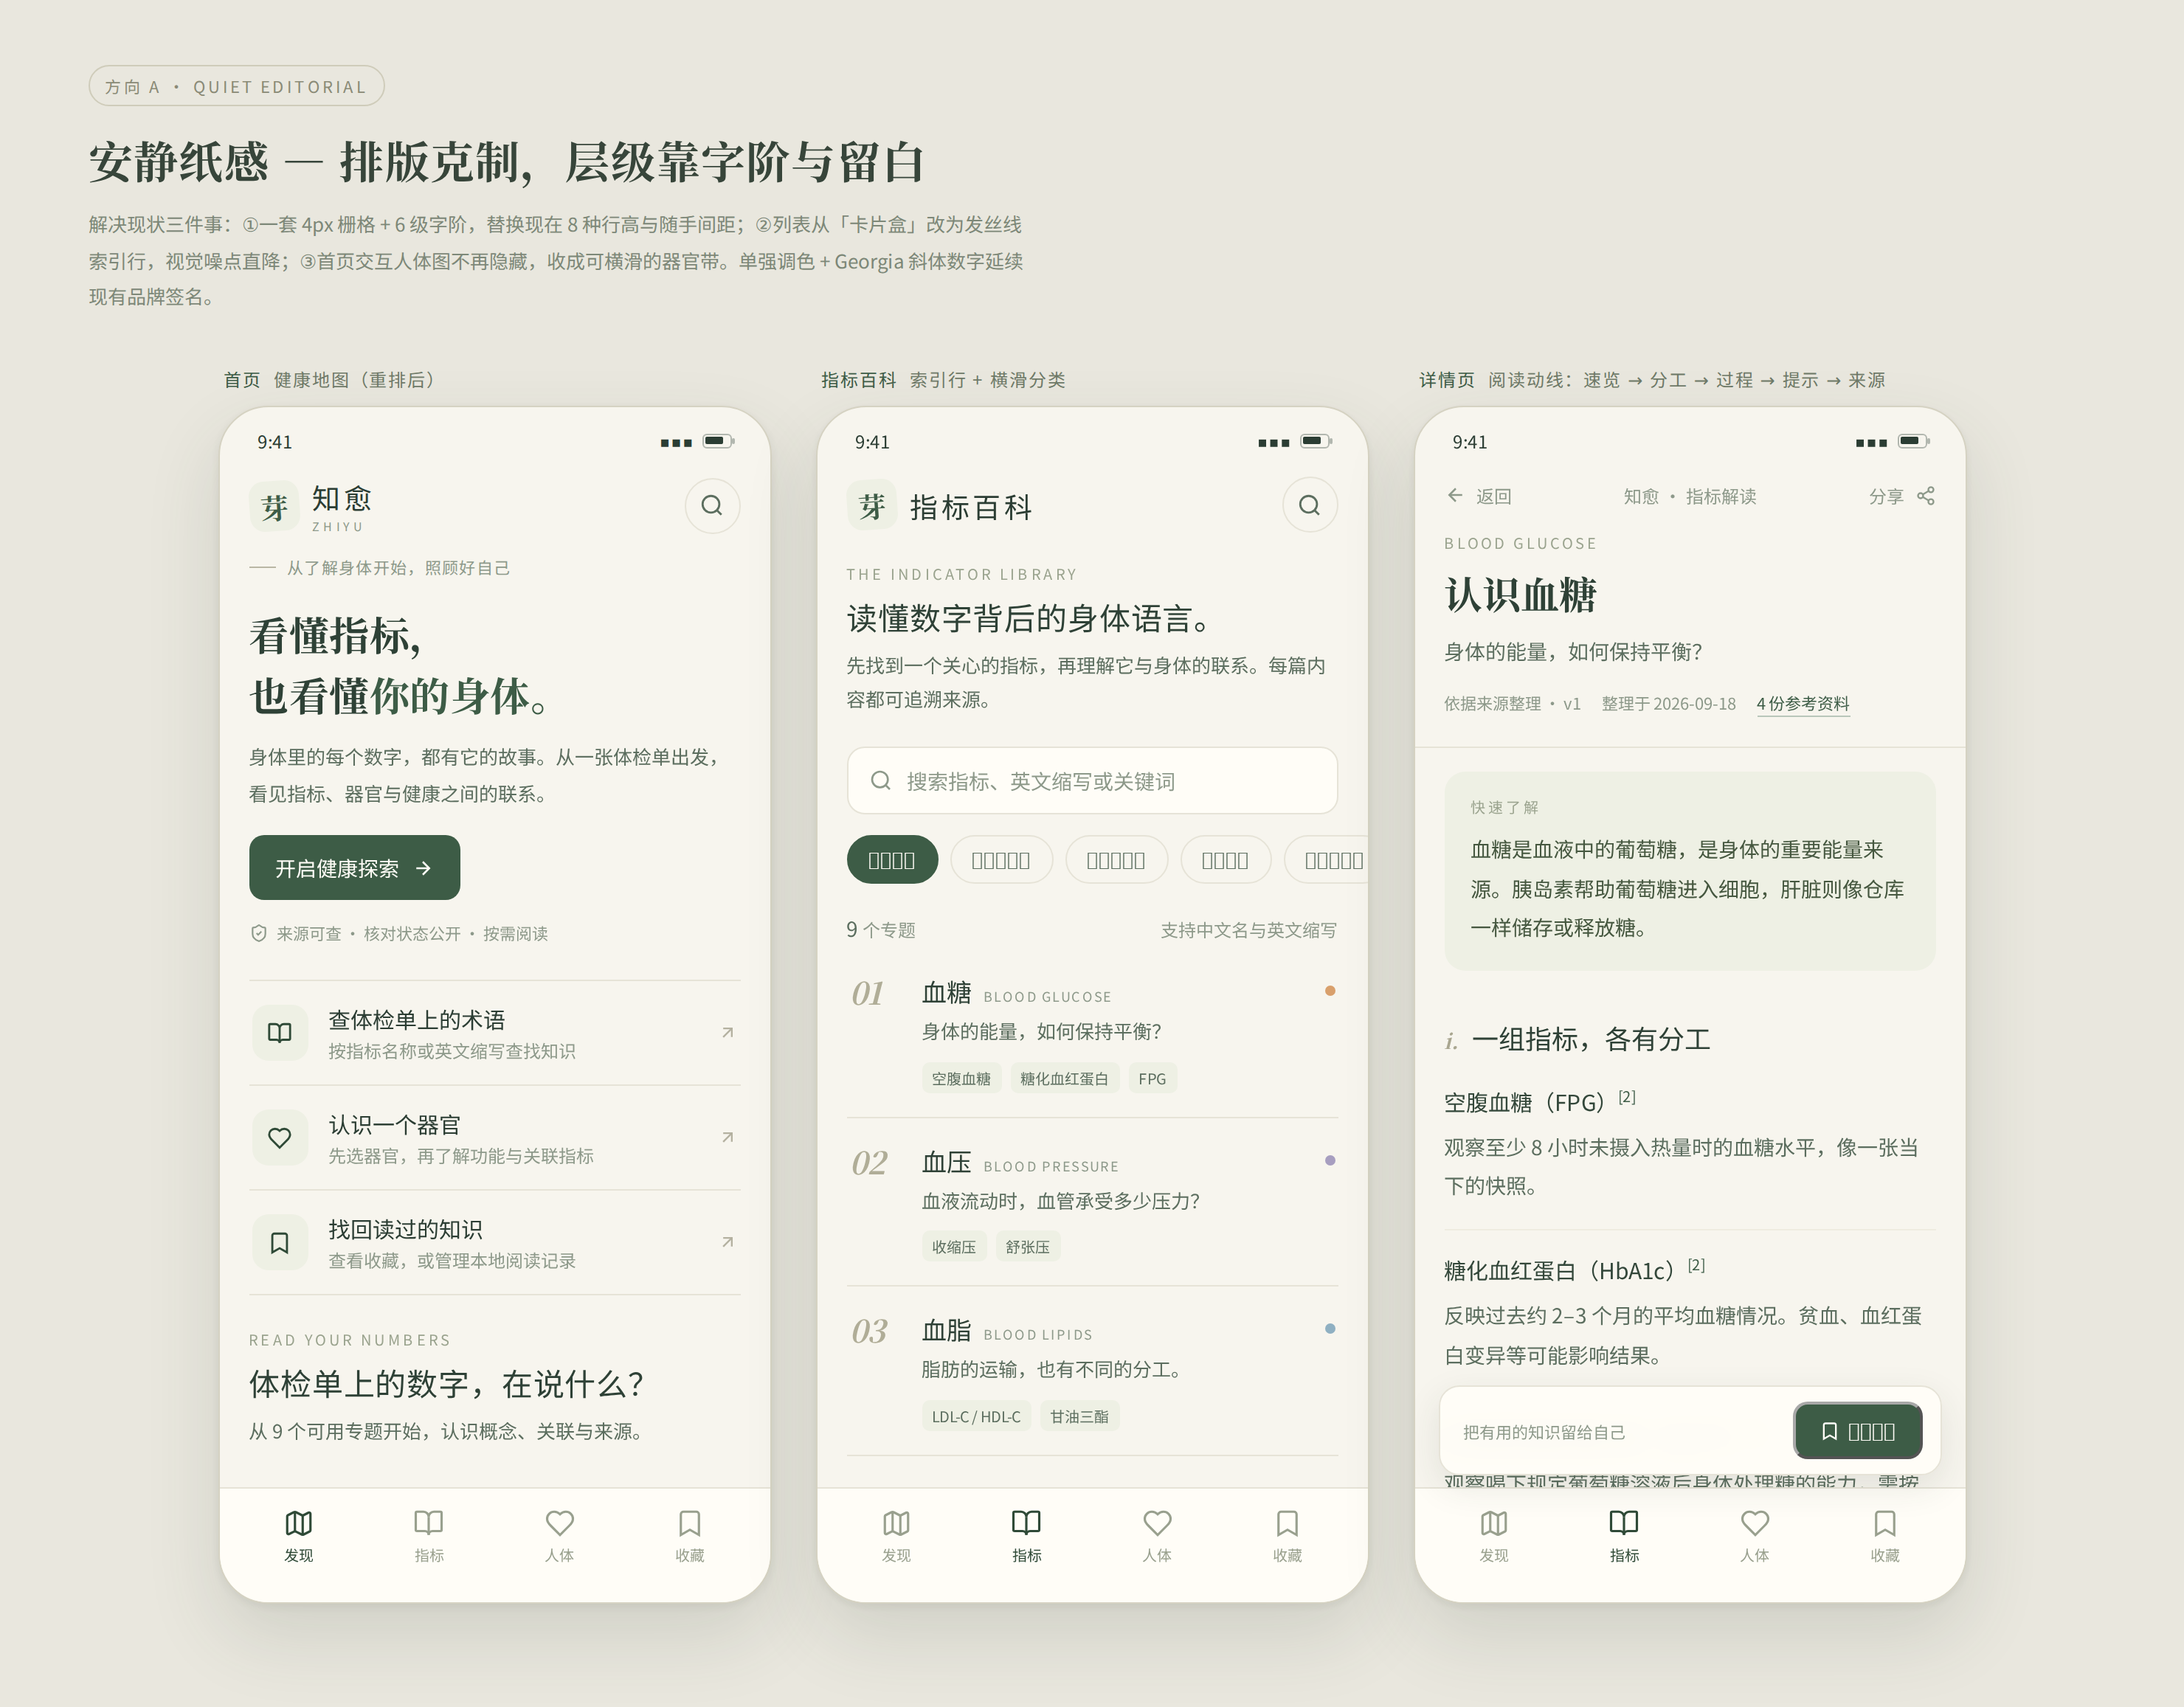 方向 A · QUIET EDITORIAL
安静纸感 — 排版克制，层级靠字阶与留白
解决现状三件事：①一套 4px 栅格 + 6 级字阶，替换现在 8 种行高与随手间距；②列表从「卡片盒」改为发丝线
索引行，视觉噪点直降；③首页交互人体图不再隐藏，收成可横滑的器官带。单强调色 + Georgia 斜体数字延续
现有品牌签名。
首页 健康地图（重排后）
9:41
芽 知愈
ZHIYU
从了解身体开始，照顾好自己
看懂指标，
也看懂你的身体。
身体里的每个数字，都有它的故事。从一张体检单出发，
看见指标、器官与健康之间的联系。
开启健康探索 →
来源可查 · 核对状态公开 · 按需阅读
查体检单上的术语
按指标名称或英文缩写查找知识
认识一个器官
先选器官，再了解功能与关联指标
找回读过的知识
查看收藏，或管理本地阅读记录
READ YOUR NUMBERS
体检单上的数字，在说什么？
从 9 个可用专题开始，认识概念、关联与来源。
发现 指标 人体 收藏
指标百科 索引行 + 横滑分类
9:41
芽 指标百科
THE INDICATOR LIBRARY
读懂数字背后的身体语言。
先找到一个关心的指标，再理解它与身体的联系。每篇内
容都可追溯来源。
搜索指标、英文缩写或关键词
9 个专题 支持中文名与英文缩写
01 血糖 BLOOD GLUCOSE
身体的能量，如何保持平衡？
空腹血糖 糖化血红蛋白 FPG
02 血压 BLOOD PRESSURE
血液流动时，血管承受多少压力？
收缩压 舒张压
03 血脂 BLOOD LIPIDS
脂肪的运输，也有不同的分工。
LDL-C / HDL-C 甘油三酯
发现 指标 人体 收藏
详情页 阅读动线：速览 → 分工 → 过程 → 提示 → 来源
9:41
← 返回 知愈 · 指标解读 分享
BLOOD GLUCOSE
认识血糖
身体的能量，如何保持平衡？
依据来源整理 · v1 整理于 2026-09-18 4 份参考资料
快速了解
血糖是血液中的葡萄糖，是身体的重要能量来
源。胰岛素帮助葡萄糖进入细胞，肝脏则像仓库
一样储存或释放糖。
i. 一组指标，各有分工
空腹血糖（FPG）[2]
观察至少 8 小时未摄入热量时的血糖水平，像一张当
下的快照。
糖化血红蛋白（HbA1c）[2]
反映过去约 2–3 个月的平均血糖情况。贫血、血红蛋
白变异等可能影响结果。
把有用的知识留给自己
观察喝下规定葡萄糖溶液后身体处理糖的能力，需按
发现 指标 人体 收藏